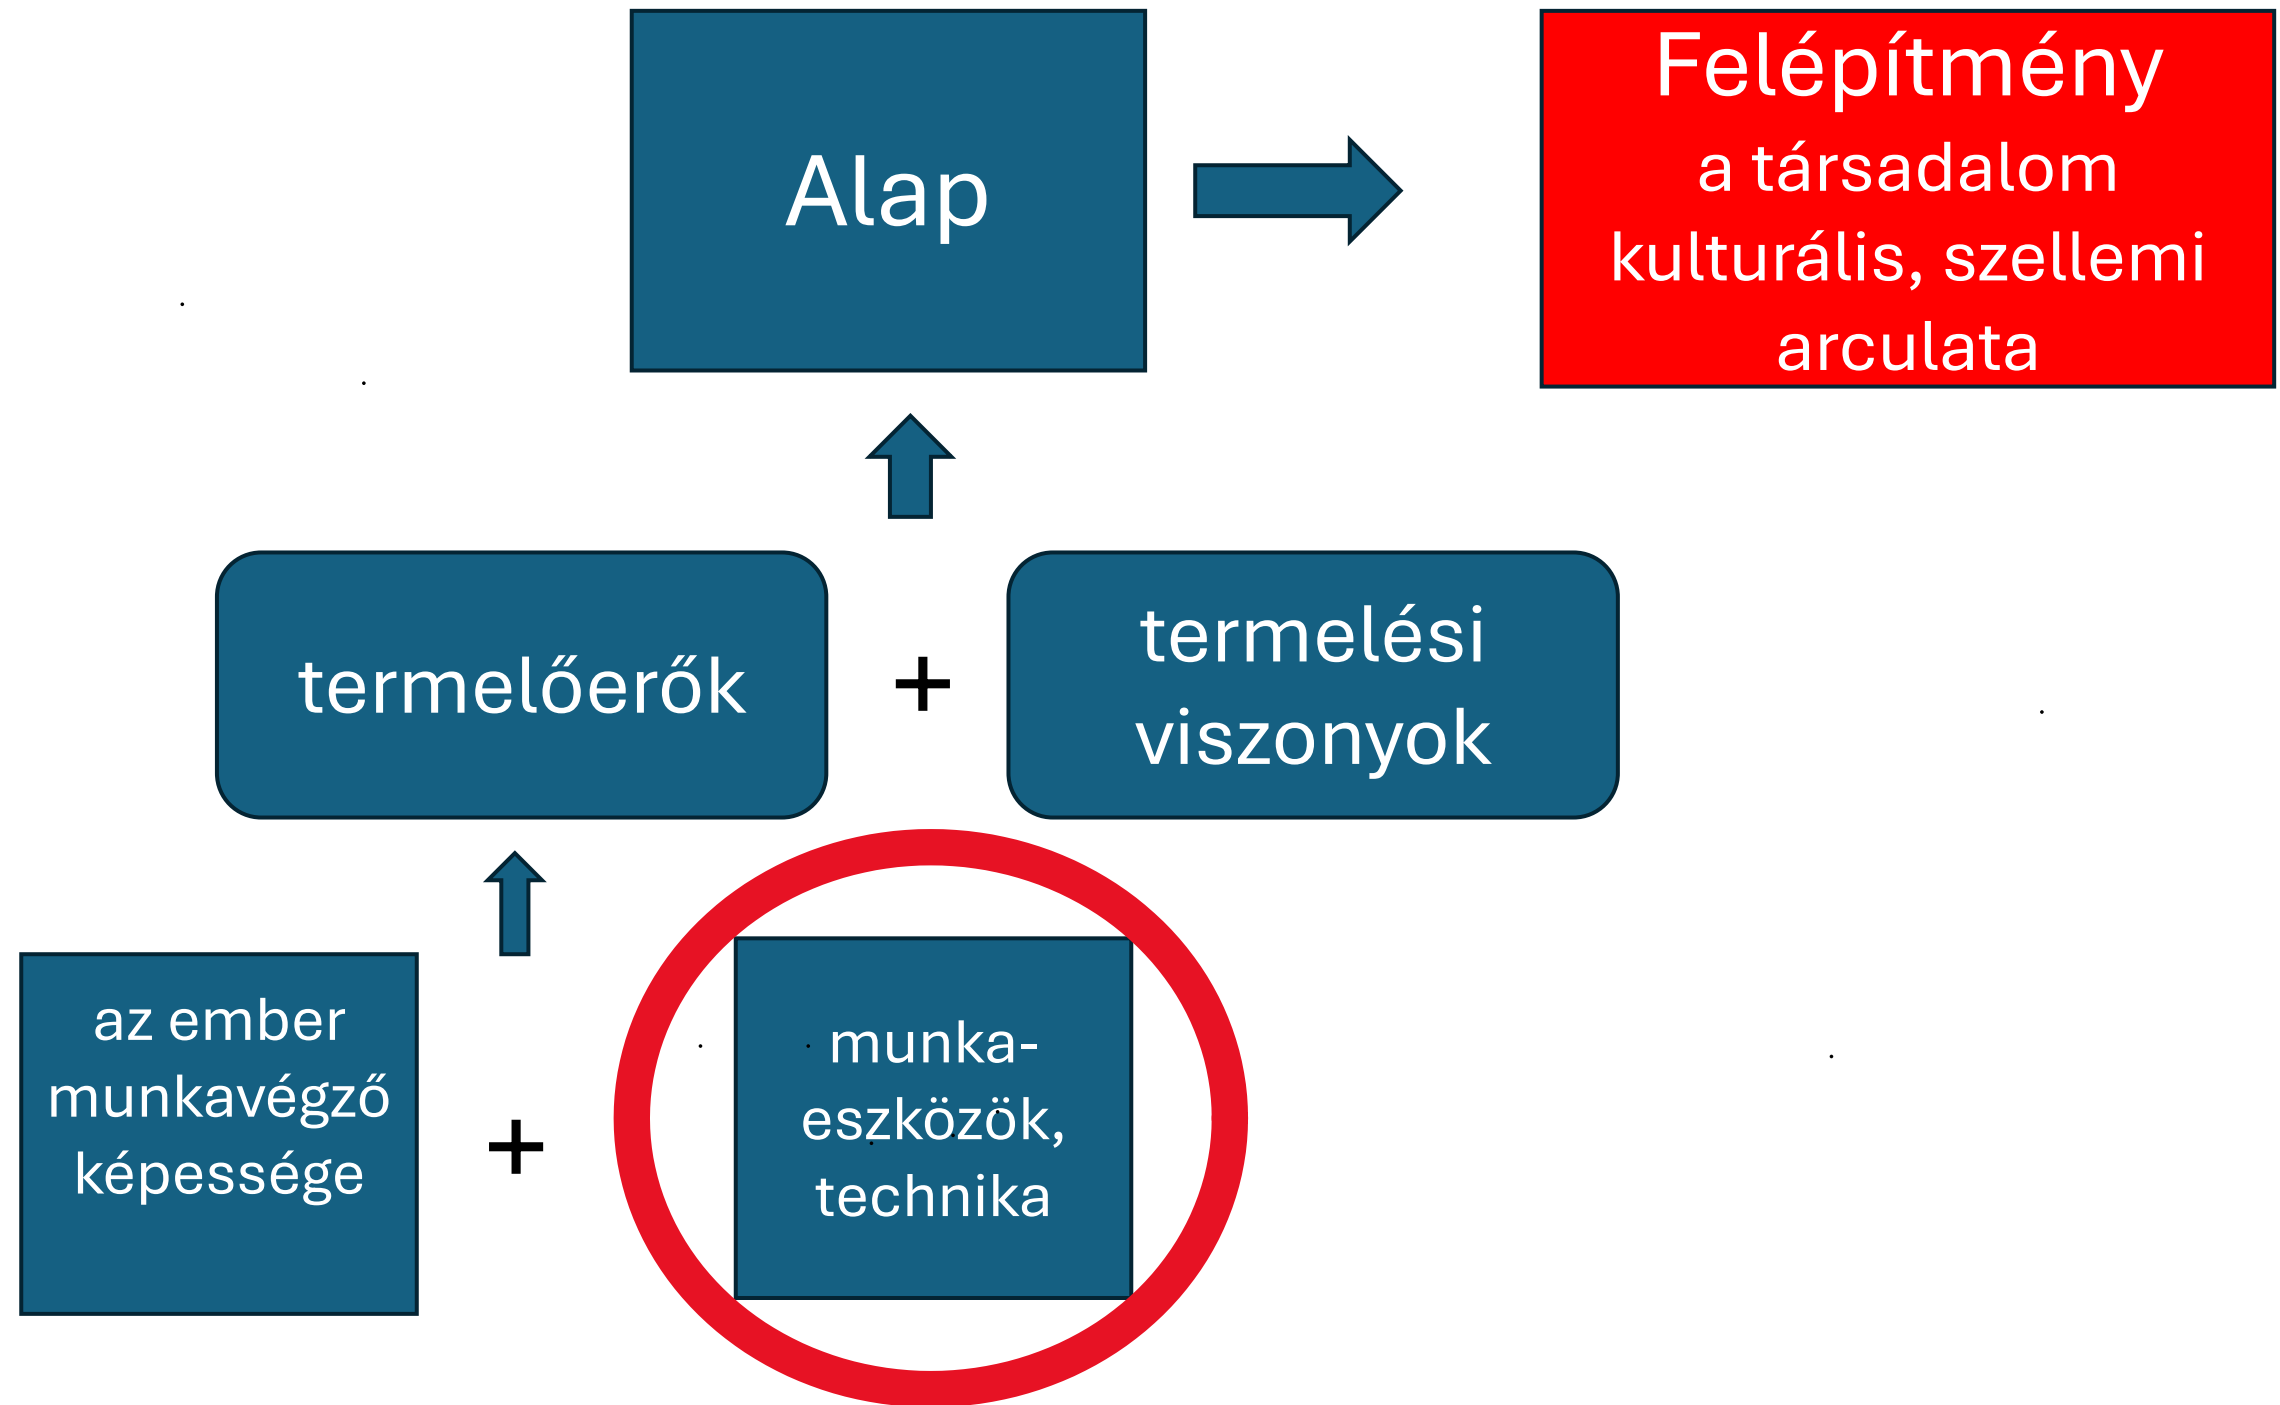 Alap
Felépítmény
a társadalom
kulturális, szellemi
arculata
termelőerők
+
termelési
viszonyok
az ember
munkavégző
képessége
+
munka-
eszközök,
technika